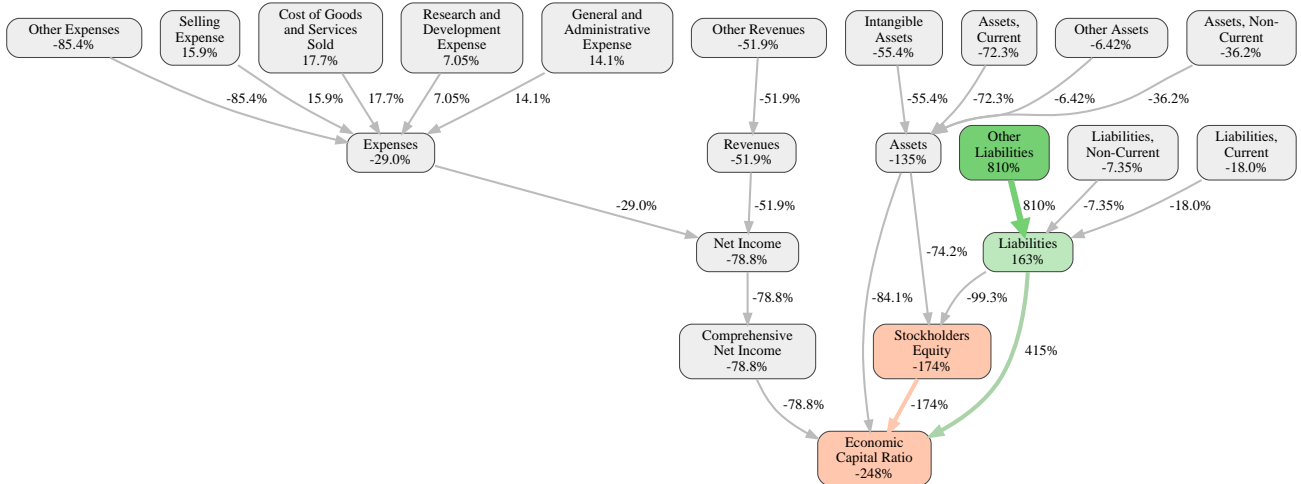 Other Expenses
-85.4%
Selling
Expense
15.9%
Cost of Goods
and Services
Sold
17.7%
Research and
Development
Expense
7.05%
General and
Administrative
Expense
14.1%
Other Revenues
-51.9%
Intangible
Assets
-55.4%
Assets,
Current
-72.3%
Other Assets
-6.42%
Assets, Non-
Current
-36.2%
-85.4%
15.9%
17.7%
7.05%
14.1%
-51.9%
-55.4%
-72.3%
-6.42%
-36.2%
Expenses
-29.0%
Revenues
-51.9%
Assets
-135%
Other
Liabilities
810%
Liabilities,
Non-Current
-7.35%
Liabilities,
Current
-18.0%
-29.0%
-51.9%
810%
-7.35%
-18.0%
Net Income
-78.8%
-74.2%
Liabilities
163%
-78.8%
-84.1%
-99.3%
Comprehensive
Net Income
-78.8%
Stockholders
Equity
-174%
415%
-78.8%
-174%
Economic
Capital Ratio
-248%